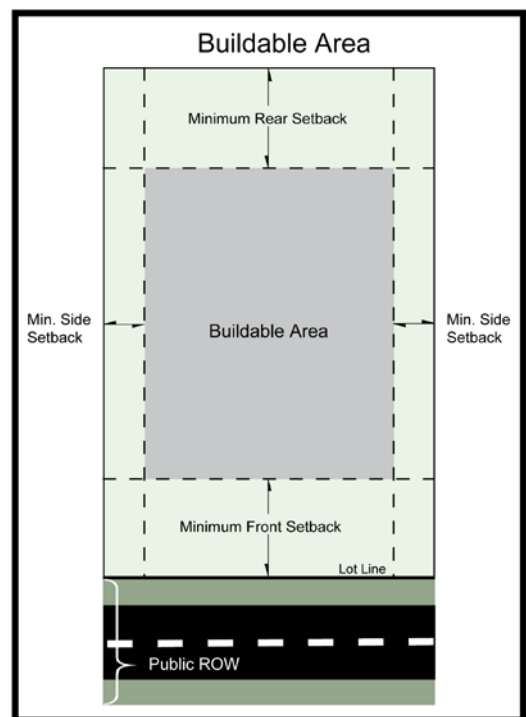 Buildable Area
Minimum Rear Setback
Min. Side
Setback
Buildable Area
Min. Side
Setback
Minimum Front Setback
Lot Line
Public ROW